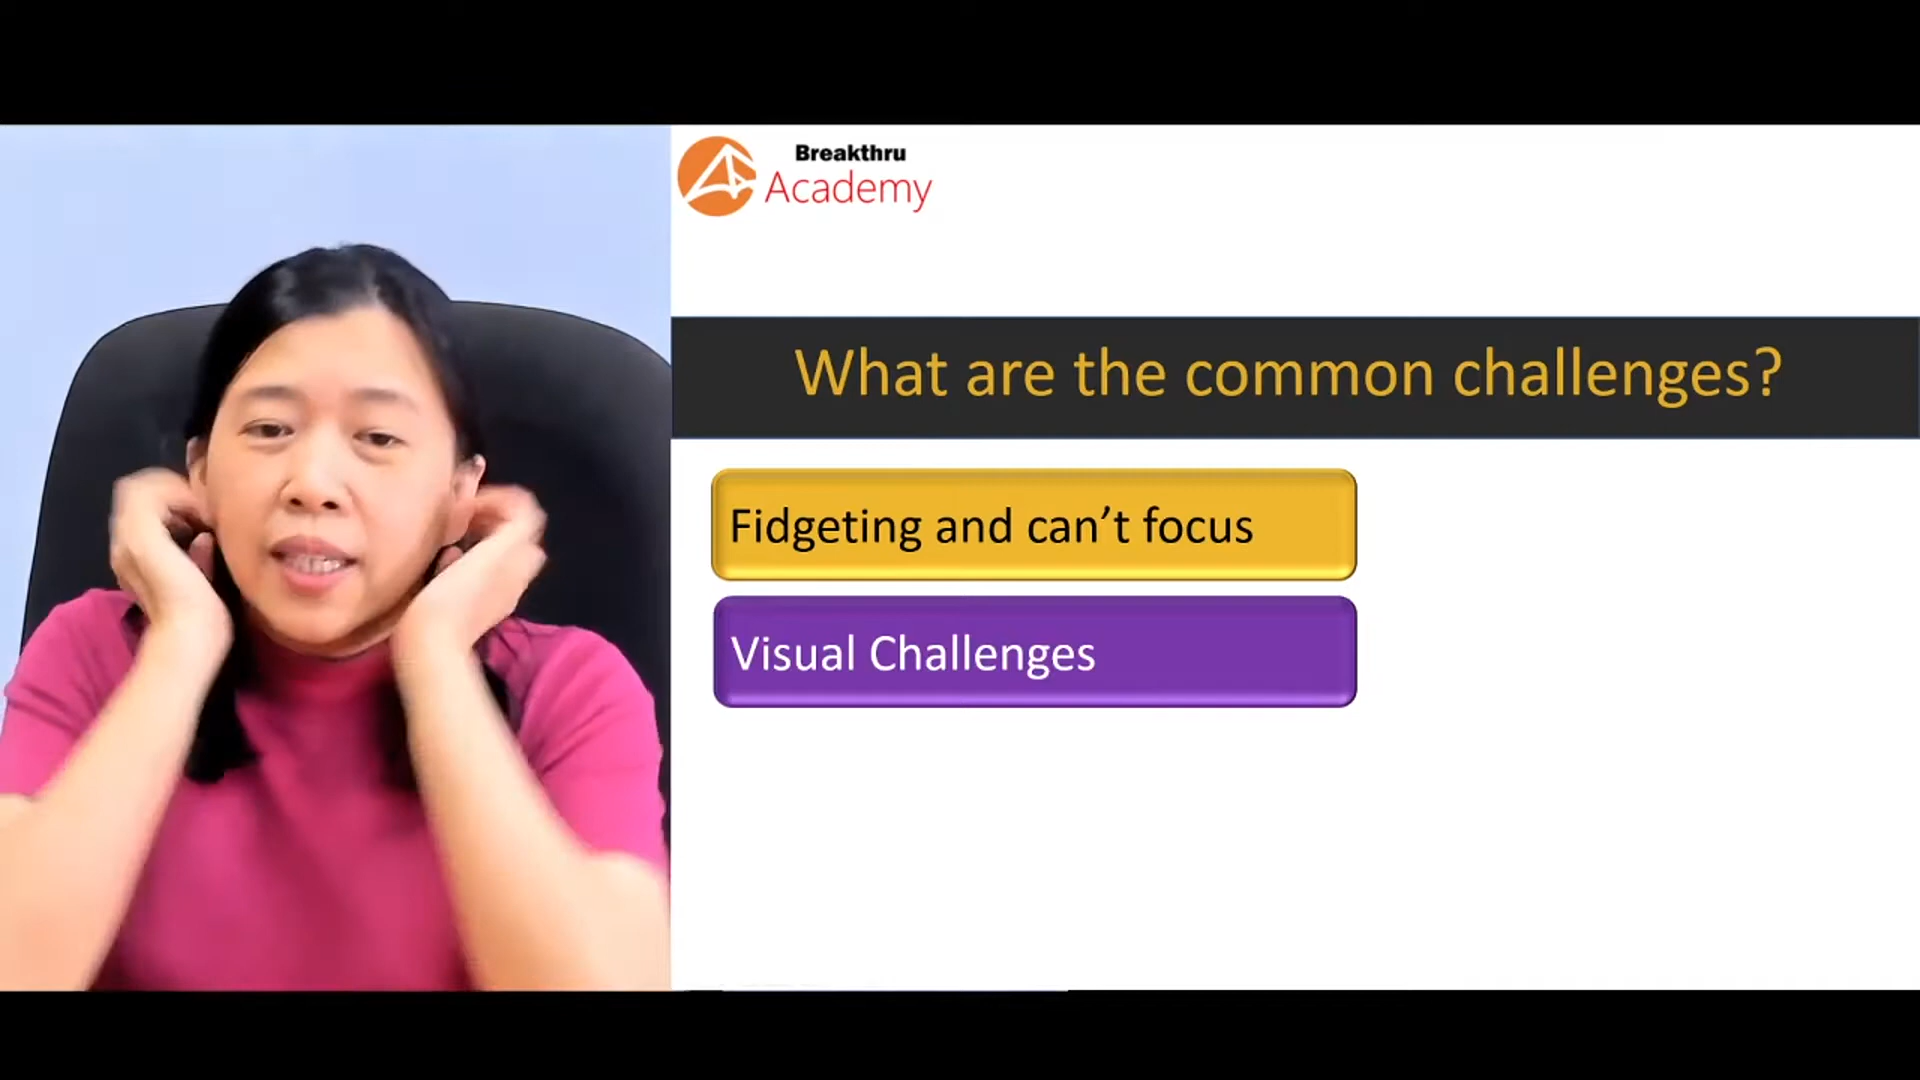 Breakthru
Academy
What are the common challenges?
Fidgeting and can’t focus
Visual Challenges